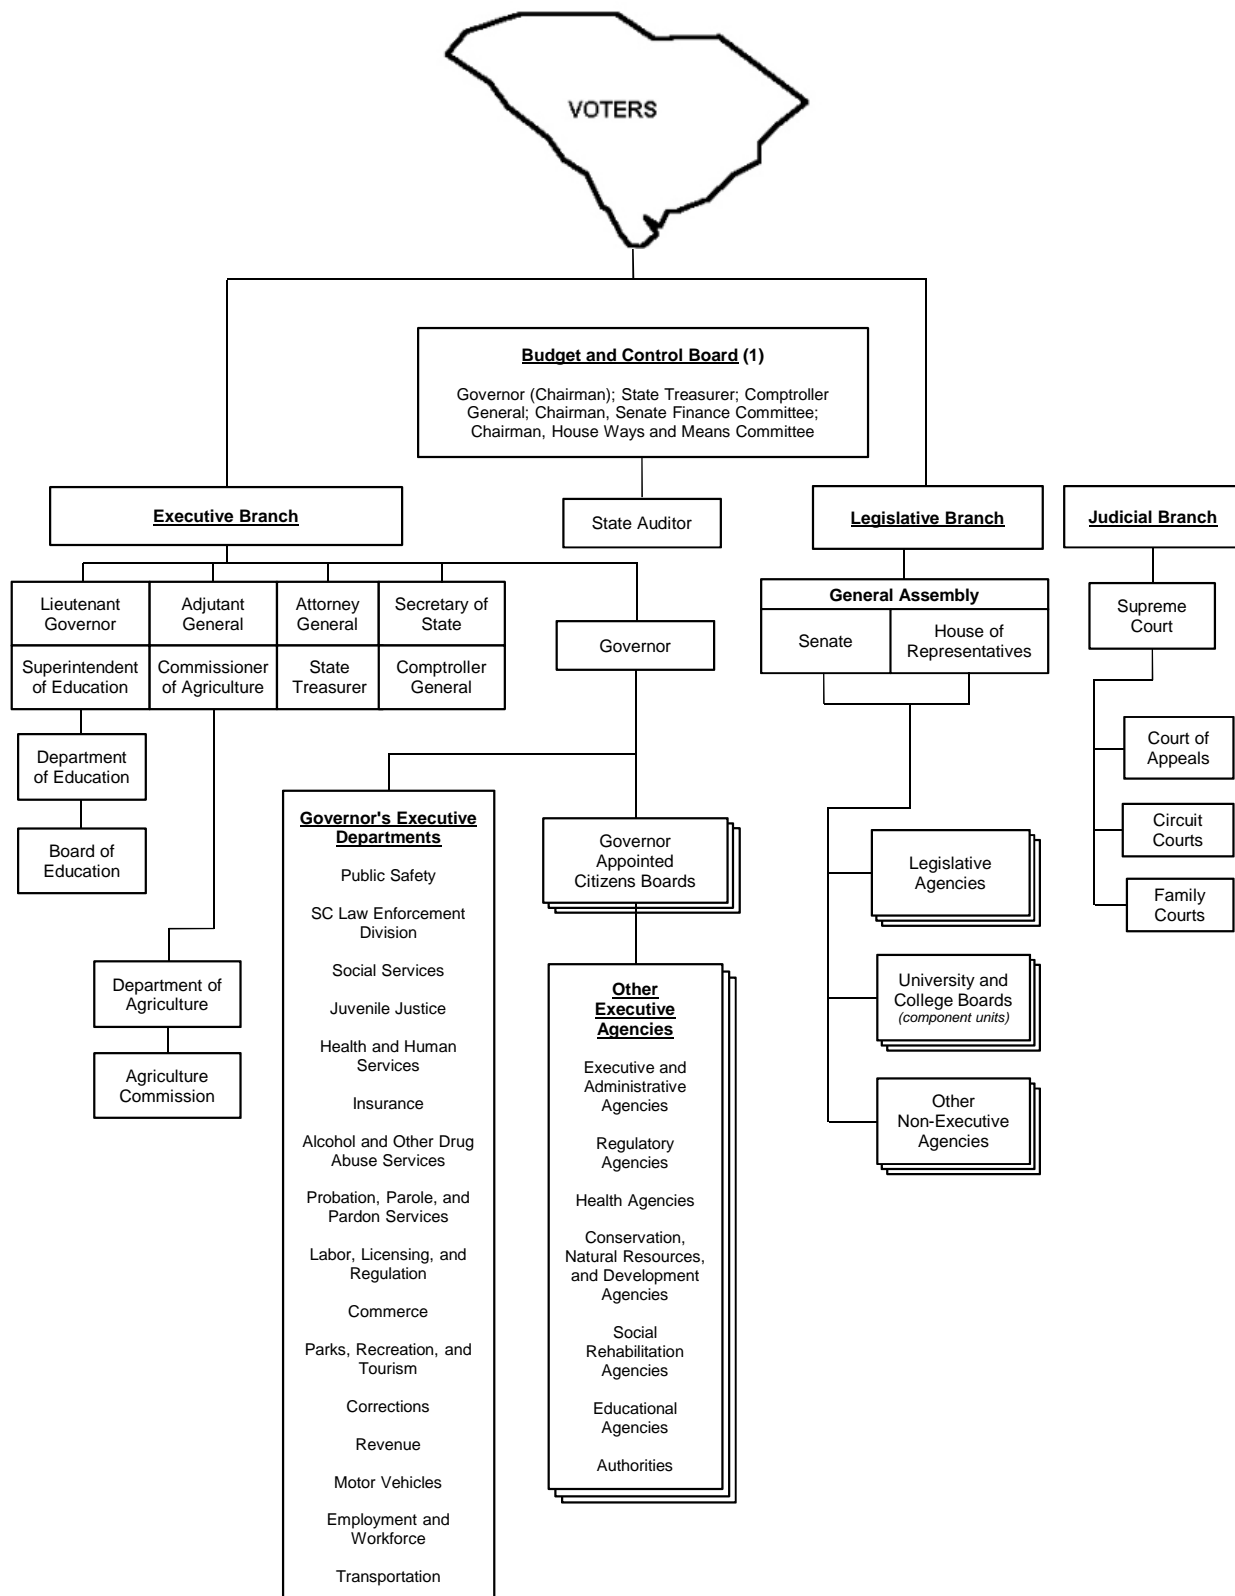 VOTERS
Budget and Control Board (1)
Governor (Chairman); State Treasurer; Comptroller
General; Chairman, Senate Finance Committee;
Chairman, House Ways and Means Committee
Executive Branch
State Auditor
Legislative Branch
Judicial Branch
Lieutenant
Governor
Adjutant
General
Attorney
General
Secretary of
State
Superintendent
of Education
Commissioner
of Agriculture
State
Treasurer
Comptroller
General
Governor
General Assembly
Senate
House of
Representatives
Supreme
Court
Department
of Education
Board of
Education
Department of
Agriculture
Agriculture
Commission
Governor's Executive
Departments
Public Safety
SC Law Enforcement
Division
Social Services
Juvenile Justice
Health and Human
Services
Insurance
Alcohol and Other Drug
Abuse Services
Probation, Parole, and
Pardon Services
Labor, Licensing, and
Regulation
Commerce
Parks, Recreation, and
Tourism
Corrections
Revenue
Motor Vehicles
Employment and
Workforce
Transportation
Governor
Appointed
Citizens Boards
Other
Executive
Agencies
Executive and
Administrative
Agencies
Regulatory
Agencies
Health Agencies
Conservation,
Natural Resources,
and Development
Agencies
Social
Rehabilitation
Agencies
Educational
Agencies
Authorities
Legislative
Agencies
University and
College Boards
(component units)
Other
Non-Executive
Agencies
Court of
Appeals
Circuit
Courts
Family
Courts